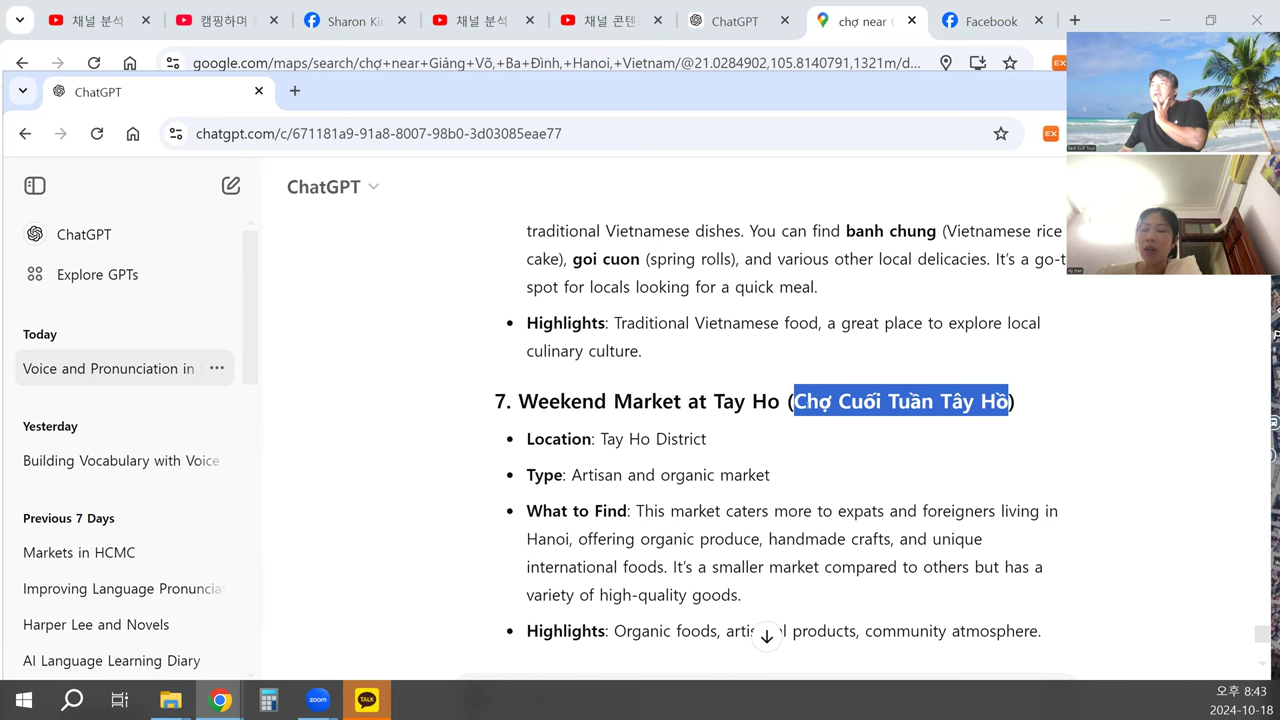 채널 분석
캠핑하며
Sharon Kim
채널 분석
채널 콘텐
ChatGPT
chợ near
Facebook
google.com/maps/search/chợ+near+Giảng+Võ,+Ba+Đình,+Hanoi,+Vietnam/@21.0284902,105.8140791,1321m/d...
EX
ChatGPT
chatgpt.com/c/671181a9-91a8-8007-98b0-3d03085eae77
EX
Best SUP Tour
ChatGPT
ChatGPT
Explore GPTs
Today
Voice and Pronunciation in
Yesterday
Building Vocabulary with Voice
Previous 7 Days
Markets in HCMC
Improving Language Pronuncia
Harper Lee and Novels
AI Language Learning Diary
traditional Vietnamese dishes. You can find banh chung (Vietnamese rice
cake), goi cuon (spring rolls), and various other local delicacies. It's a go-t
spot for locals looking for a quick meal.
• Highlights: Traditional Vietnamese food, a great place to explore local
culinary culture.
7. Weekend Market at Tay Ho (Chợ Cuối Tuần Tây Hồ)
• Location: Tay Ho District
• Type: Artisan and organic market
• What to Find: This market caters more to expats and foreigners living in
Hanoi, offering organic produce, handmade crafts, and unique
international foods. It's a smaller market compared to others but has a
variety of high-quality goods.
• Highlights: Organic foods, artis l products, community atmosphere.
zoom
TALK
오후 8:43
2024-10-18